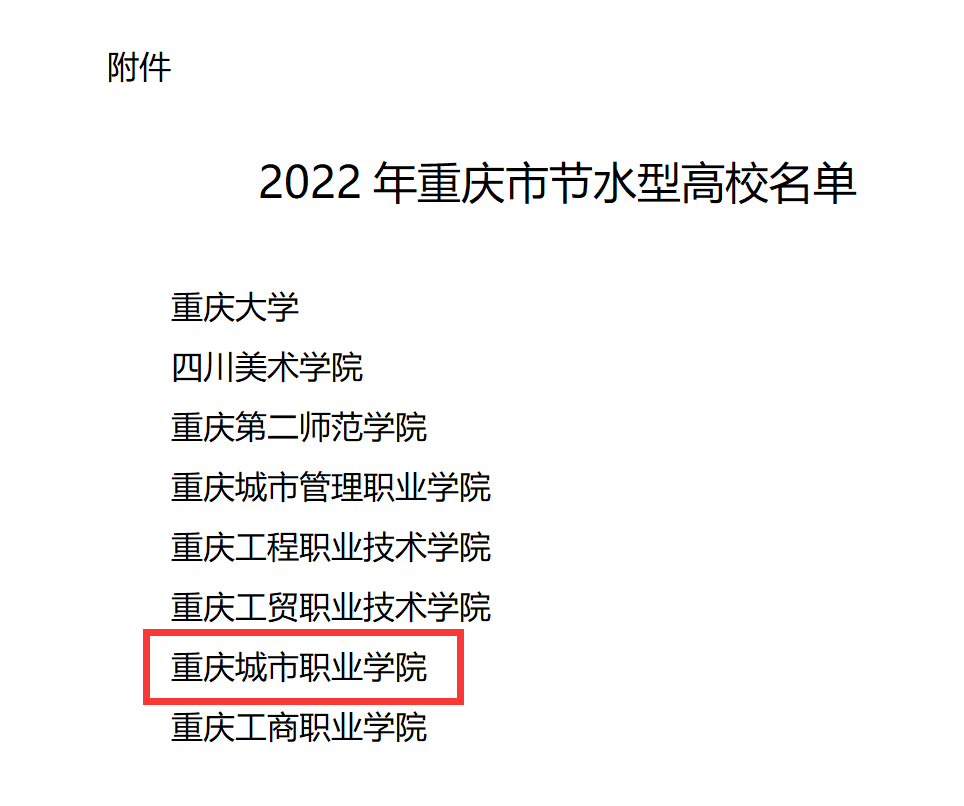 附件
2022 年重庆市节水型高校名单
重庆大学
四川美术学院
重庆第二师范学院
重庆城市管理职业学院
重庆工程职业技术学院
重庆工贸职业技术学院
重庆城市职业学院
重庆工商职业学院